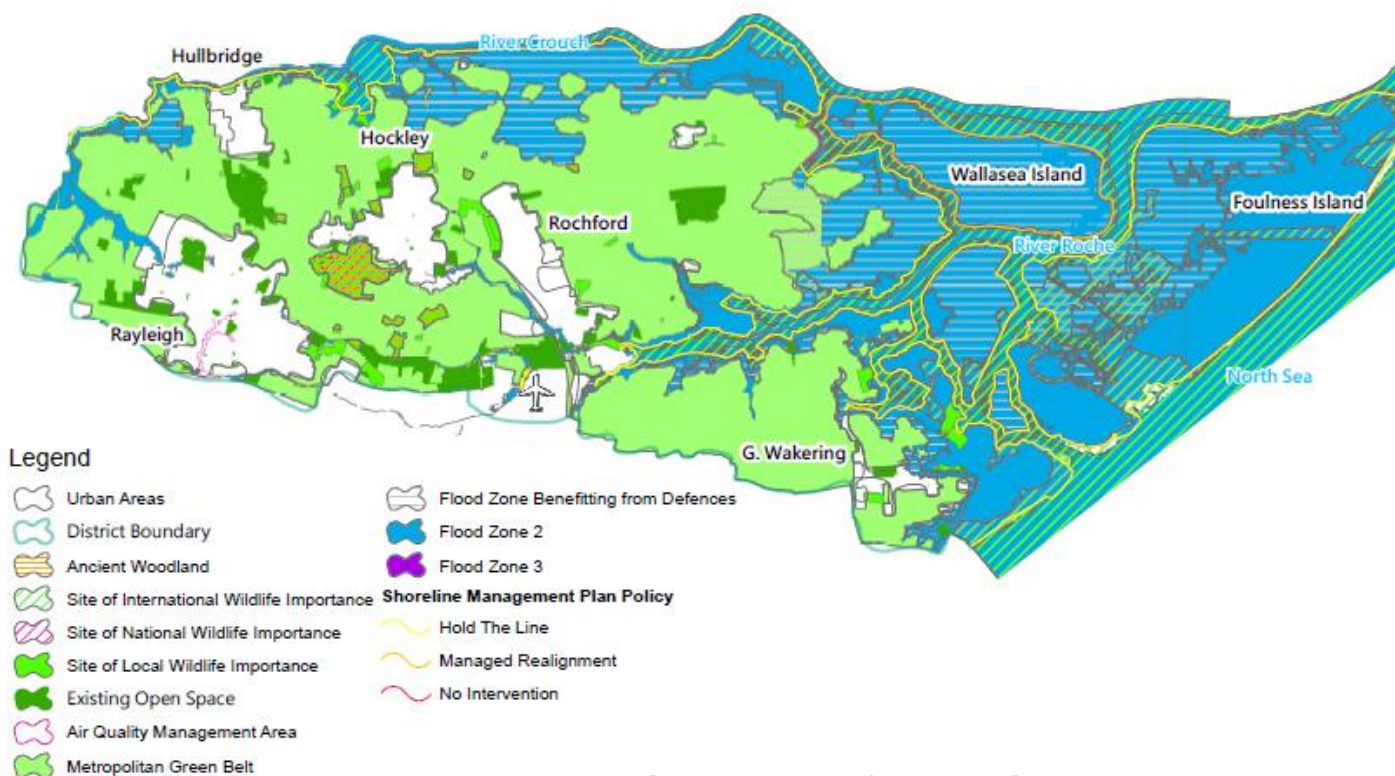 Hullbridge
River Crouch
Hockley
Wallasea Island
Foulness Island
Rochford
River Roche
Rayleigh
North Sea
G. Wakering
Legend
Urban Areas
District Boundary
Ancient Woodland
Site of International Wildlife Importance
Site of National Wildlife Importance
Site of Local Wildlife Importance
Existing Open Space
Air Quality Management Area
Metropolitan Green Belt
Flood Zone Benefitting from Defences
Flood Zone 2
Flood Zone 3
Shoreline Management Plan Policy
Hold The Line
Managed Realignment
No Intervention